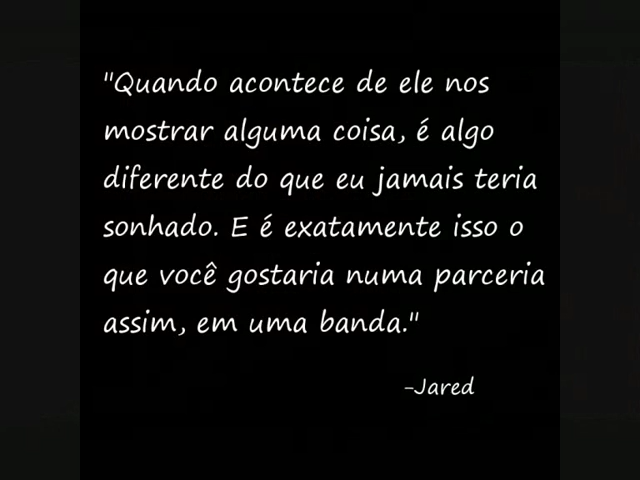 "Quando acontece de ele nos
mostrar alguma coisa, é algo
diferente do que eu jamais teria
sonhado. E é exatamente isso o
que você gostaria numa parceria
assim, em uma banda."
-Jared